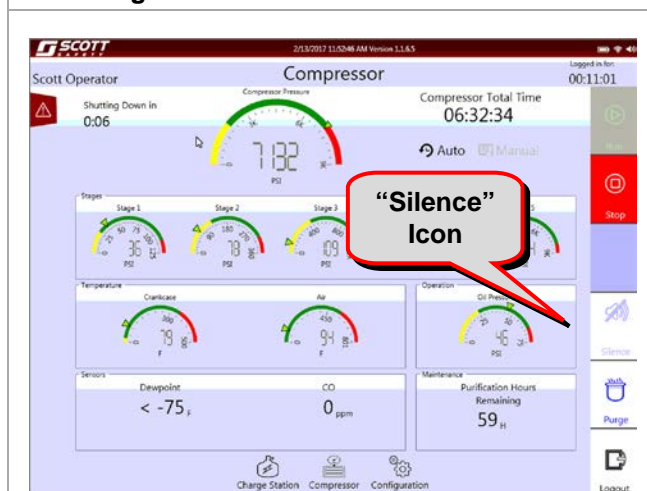 SCOTT
SAFETY
2/13/2017 11:52:46 AM Version 1.1.6.5
Scott Operator
Compressor
Logged in for:
00:11:01
Shutting Down in
0:06
Compressor Pressure
7132
PSI
Compressor Total Time
06:32:34
Auto
Manual
Run
Stop
"Silence"
Icon
Stages
Stage 1
36
PSI
Stage 2
78
PSI
Stage 3
109
PSI
Temperature
Crankcase
79
F
Air
94
F
Operation
Oil Pressure
46
PSI
Silence
Sensors
Dewpoint
< -75 F
CO
0 ppm
Maintenance
Purification Hours
Remaining
59 H
Purge
Charge Station
Compressor
Configuration
Logout